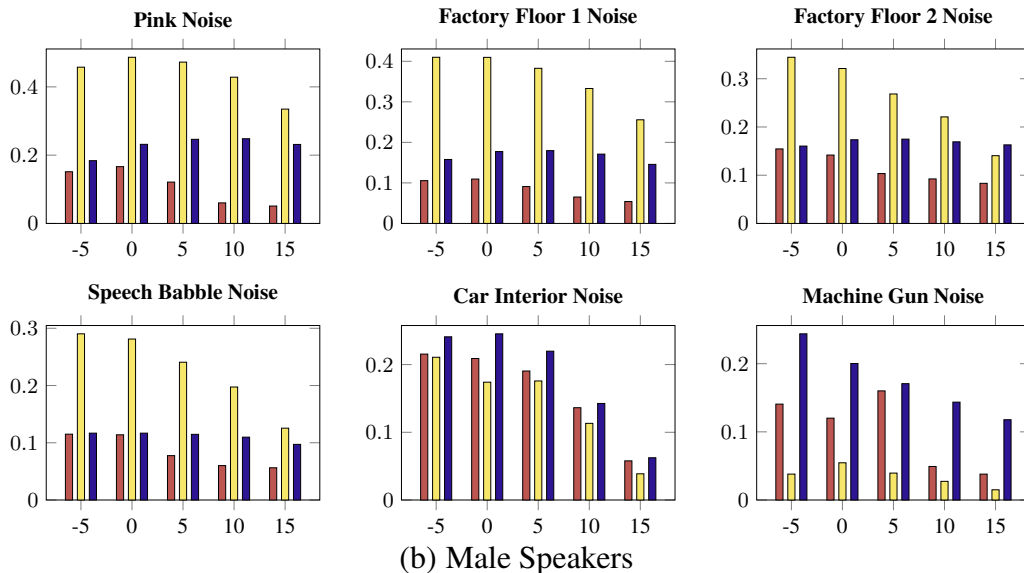 Pink Noise
0.4
0.2
0
-5 0 5 10 15
Factory Floor 1 Noise
0.4
0.3
0.2
0.1
0
-5 0 5 10 15
Factory Floor 2 Noise
0.3
0.2
0.1
0
-5 0 5 10 15
Speech Babble Noise
0.3
0.2
0.1
0
-5 0 5 10 15
Car Interior Noise
0.2
0.1
0
-5 0 5 10 15
Machine Gun Noise
0.2
0.1
0
-5 0 5 10 15
(b) Male Speakers